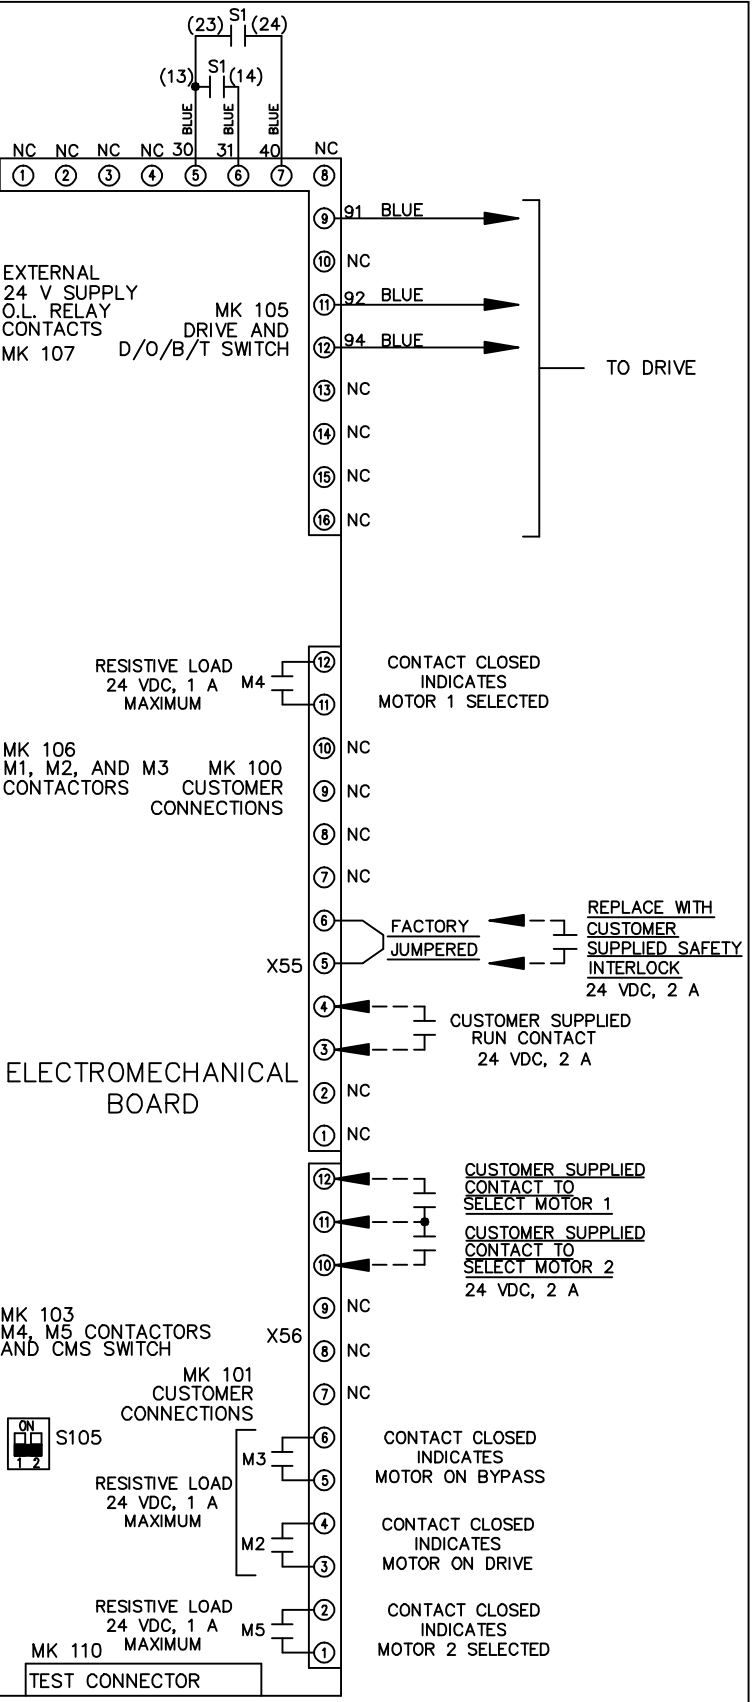 S1
(23) (24)
S1
(13) (14)
BLUE BLUE BLUE
NC NC NC NC 30 31 40 NC
1 2 3 4 5 6 7 8
9 91 BLUE
10 NC
EXTERNAL
24 V SUPPLY
O.L. RELAY
CONTACTS
MK 107
MK 105
DRIVE AND
D/O/B/T SWITCH
11 92 BLUE
12 94 BLUE
TO DRIVE
13 NC
14 NC
15 NC
16 NC
RESISTIVE LOAD
24 VDC, 1 A
MAXIMUM
M4
12
11
CONTACT CLOSED
INDICATES
MOTOR 1 SELECTED
MK 106
M1, M2, AND M3
CONTACTORS
MK 100
CUSTOMER
CONNECTIONS
10 NC
9 NC
8 NC
7 NC
6
X55 5
FACTORY
JUMPERED
REPLACE WITH
CUSTOMER
SUPPLIED SAFETY
INTERLOCK
24 VDC, 2 A
4
3
CUSTOMER SUPPLIED
RUN CONTACT
24 VDC, 2 A
ELECTROMECHANICAL
BOARD
2 NC
1 NC
12
11
10
CUSTOMER SUPPLIED
CONTACT TO
SELECT MOTOR 1
CUSTOMER SUPPLIED
CONTACT TO
SELECT MOTOR 2
24 VDC, 2 A
MK 103
M4, M5 CONTACTORS
AND CMS SWITCH
X56
9 NC
8 NC
7 NC
MK 101
CUSTOMER
CONNECTIONS
ON
1 2
S105
RESISTIVE LOAD
24 VDC, 1 A
MAXIMUM
M3
6
5
CONTACT CLOSED
INDICATES
MOTOR ON BYPASS
M2
4
3
CONTACT CLOSED
INDICATES
MOTOR ON DRIVE
RESISTIVE LOAD
24 VDC, 1 A
MAXIMUM
M5
2
1
CONTACT CLOSED
INDICATES
MOTOR 2 SELECTED
MK 110
TEST CONNECTOR